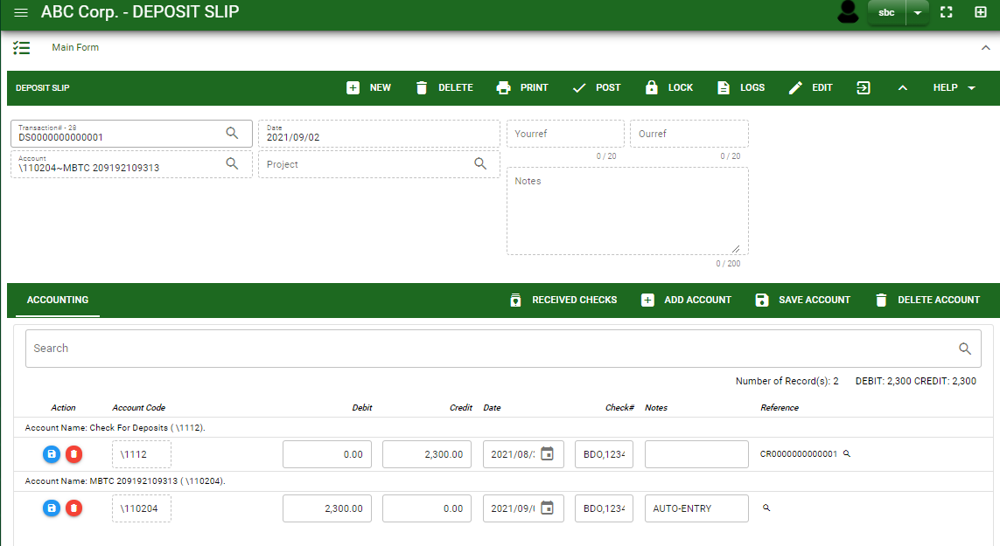 ABC Corp. - DEPOSIT SLIP
sbc
Main Form
DEPOSIT SLIP NEW DELETE PRINT POST LOCK LOGS EDIT HELP
Transaction# - 28
DS0000000000001
Date
2021/09/02
Yourref
Ourref
0 / 20
0 / 20
Account
\110204~MBTC 209192109313
Project
Notes
0 / 200
ACCOUNTING RECEIVED CHECKS ADD ACCOUNT SAVE ACCOUNT DELETE ACCOUNT
Search
Number of Record(s): 2 DEBIT: 2,300 CREDIT: 2,300
Action Account Code Debit Credit Date Check# Notes Reference
Account Name: Check For Deposits ( \1112).
\1112 0.00 2,300.00 2021/08/ BDO,1234 CR0000000000001
Account Name: MBTC 209192109313 ( \110204).
\110204 2,300.00 0.00 2021/09/ BDO,1234 AUTO-ENTRY